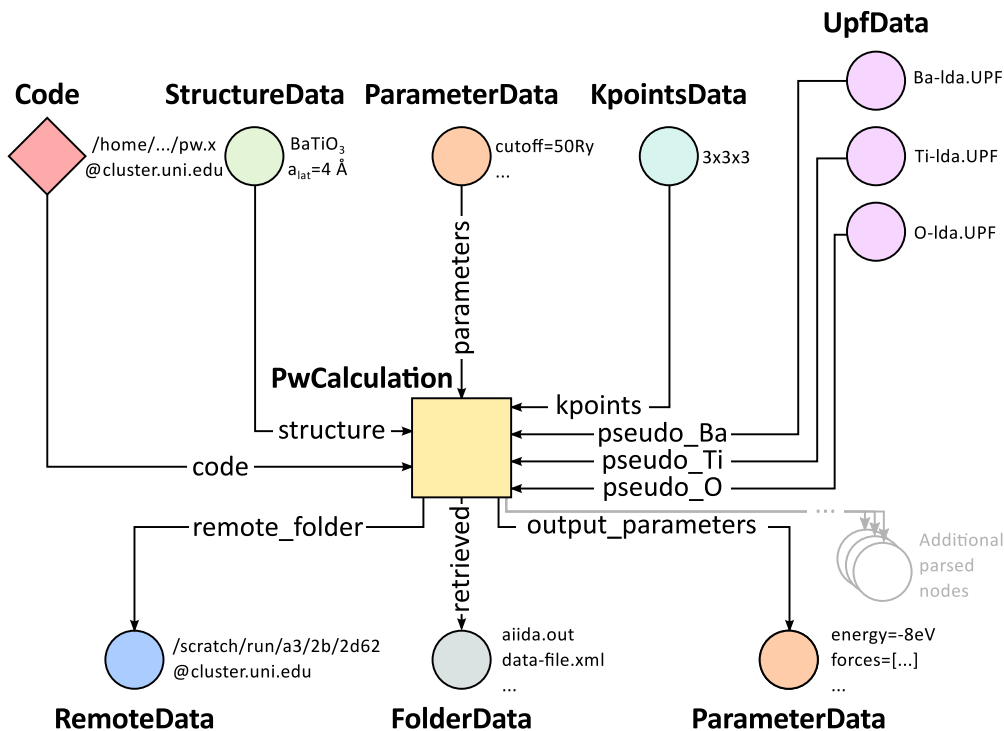 UpfData
Ba-lda.UPF
Code
StructureData
ParameterData
KpointsData
/home/.../pw.x
@cluster.uni.edu
BaTiO₃
aₗₐₜ=4 Å
cutoff=50Ry
...
3x3x3
Ti-lda.UPF
O-lda.UPF
parameters
PwCalculation
kpoints
structure
pseudo_Ba
code
pseudo_Ti
pseudo_O
remote_folder
retrieved
output_parameters
...
Additional
parsed
nodes
/scratch/run/a3/2b/2d62
@cluster.uni.edu
aiida.out
data-file.xml
...
energy=-8eV
forces=[...]
...
RemoteData
FolderData
ParameterData